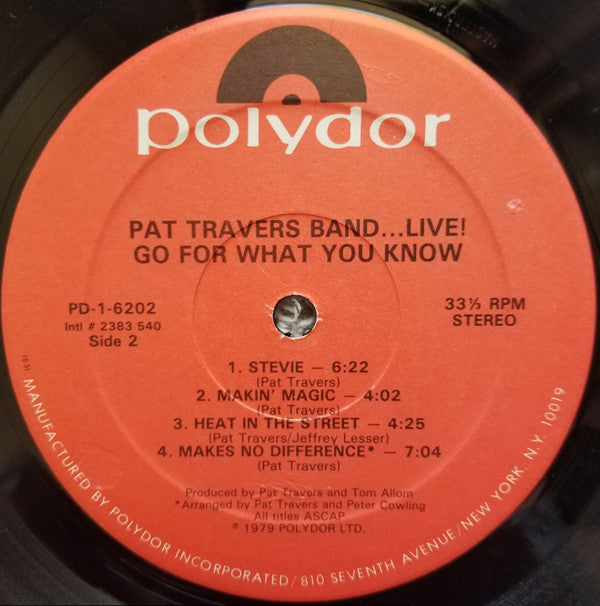 polydor
PAT TRAVERS BAND...LIVE!
GO FOR WHAT YOU KNOW
PD-1-6202
Intl # 2383 540
Side 2
33⅓ RPM
STEREO
1. STEVIE — 6:22
(Pat Travers)
2. MAKIN' MAGIC — 4:02
(Pat Travers)
3. HEAT IN THE STREET — 4:25
(Pat Travers/Jeffrey Lesser)
4. MAKES NO DIFFERENCE* — 7:04
(Pat Travers)
Produced by Pat Travers and Tom Allom
*Arranged by Pat Travers and Peter Cowling
All titles ASCAP
℗ 1979 POLYDOR LTD.
(63) MANUFACTURED BY POLYDOR INCORPORATED/810 SEVENTH AVENUE/NEW YORK, N.Y. 10019